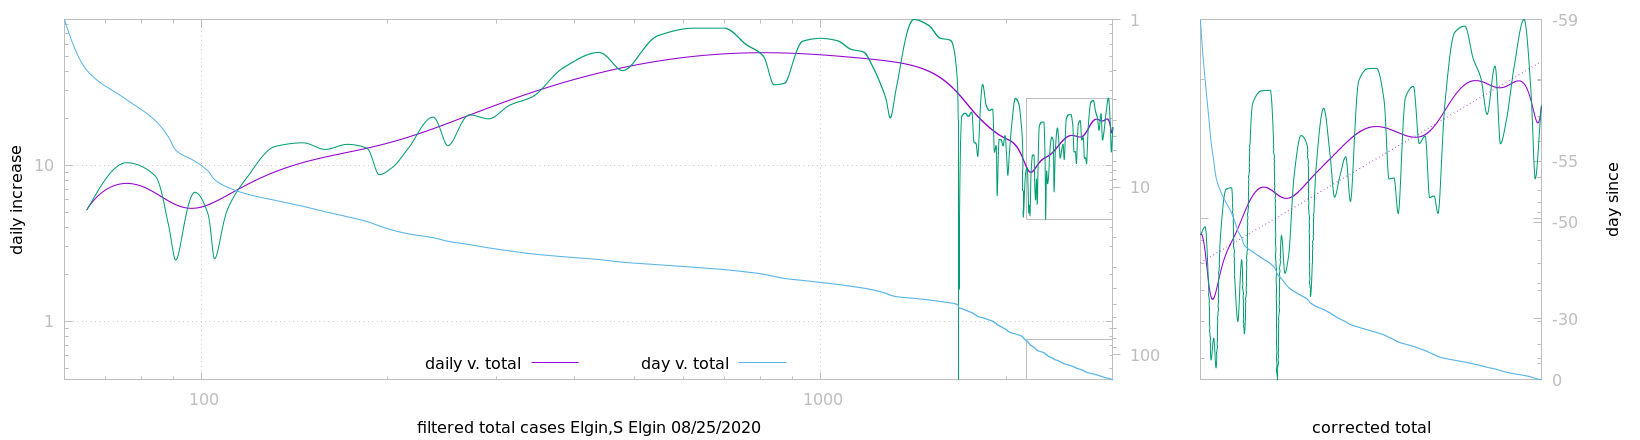 daily increase
10
1
100
1000
1
10
100
daily v. total
day v. total
filtered total cases Elgin,S Elgin 08/25/2020
-59
-55
-50
-30
0
day since
corrected total